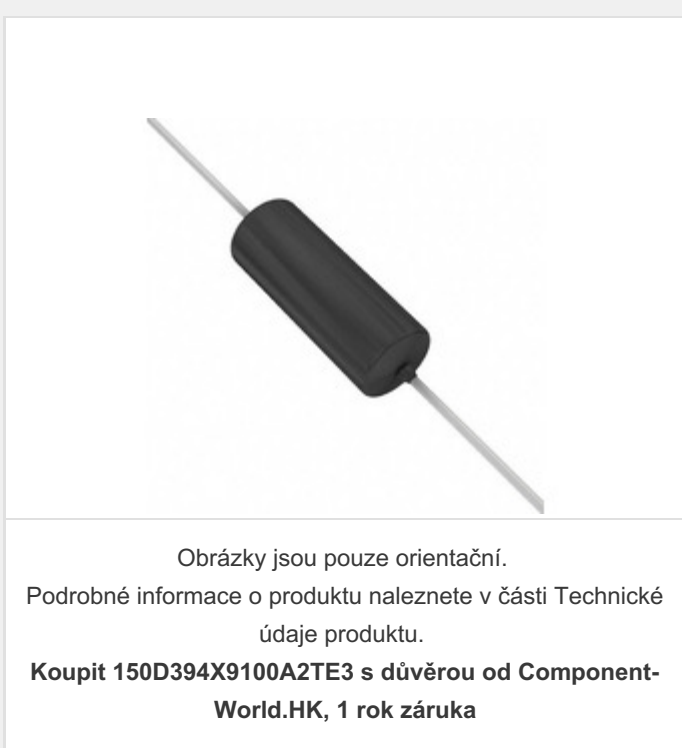 Obrázky jsou pouze orientační.
Podrobné informace o produktu naleznete v části Technické
údaje produktu.
Koupit 150D394X9100A2TE3 s důvěrou od Component-
World.HK, 1 rok záruka